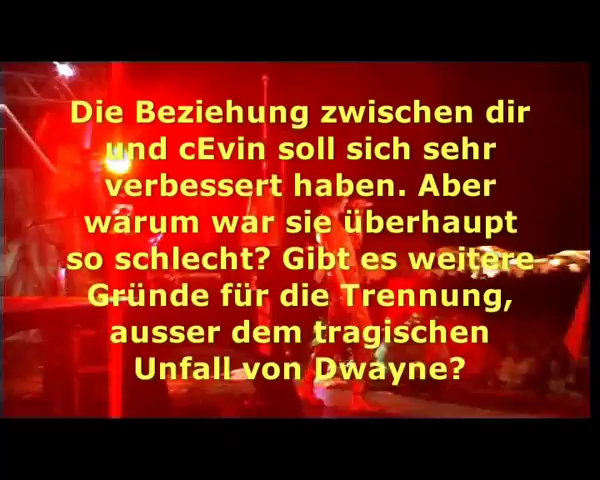 Die Beziehung zwischen dir
und cEvin soll sich sehr
verbessert haben. Aber
warum war sie überhaupt
so schlecht? Gibt es weitere
Gründe für die Trennung,
ausser dem tragischen
Unfall von Dwayne?